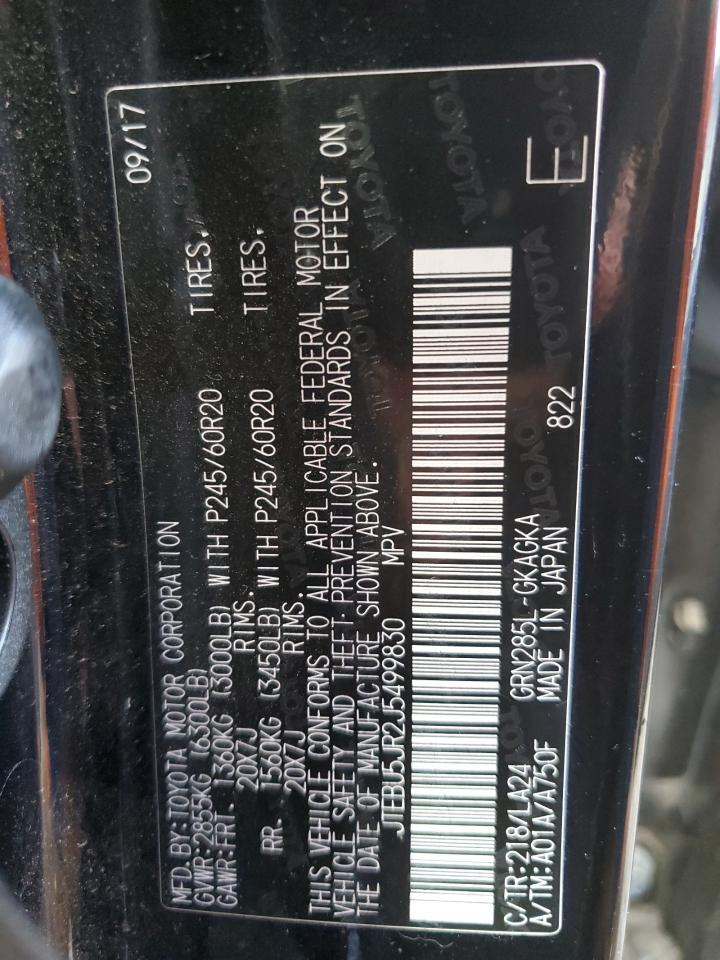 MFD. BY:TOYOTA MOTOR CORPORATION 09/17
GVWR:2855KG (6300LB)
GAWR:FRT. 1360KG (3000LB) WITH P245/60R20 TIRES.
20X7J RIMS.
RR. 1560KG (3450LB) WITH P245/60R20 TIRES.
20X7J RIMS.
THIS VEHICLE CONFORMS TO ALL APPLICABLE FEDERAL MOTOR
VEHICLE SAFETY AND THEFT PREVENTION STANDARDS IN EFFECT ON
THE DATE OF MANUFACTURE SHOWN ABOVE.
JTEBU5JR2J5499830 MPV
C/TR:218/LA24 GRN285L-GKAGKA
A/TM:A01A/A750F MADE IN JAPAN 822
E